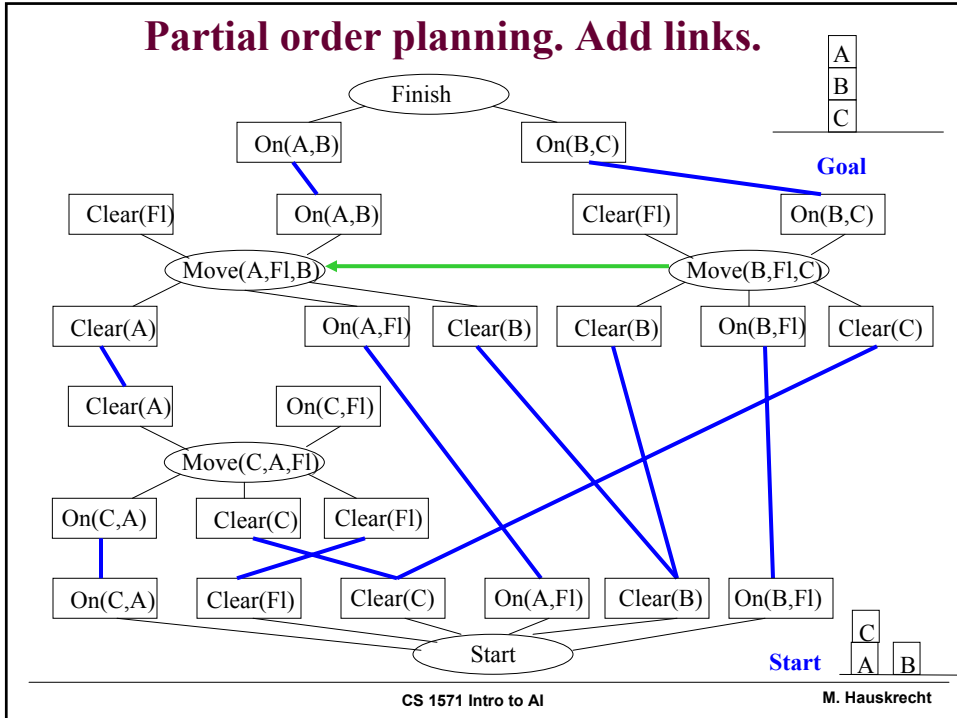 Partial order planning. Add links.
A
B
C
Finish
On(A,B)
On(B,C)
Goal
Clear(Fl)
On(A,B)
Clear(Fl)
On(B,C)
Move(A,Fl,B)
Move(B,Fl,C)
Clear(A)
On(A,Fl)
Clear(B)
Clear(B)
On(B,Fl)
Clear(C)
Clear(A)
On(C,Fl)
Move(C,A,Fl)
On(C,A)
Clear(C)
Clear(Fl)
On(C,A)
Clear(Fl)
Clear(C)
On(A,Fl)
Clear(B)
On(B,Fl)
Start
C
Start
A
B
CS 1571 Intro to AI
M. Hauskrecht